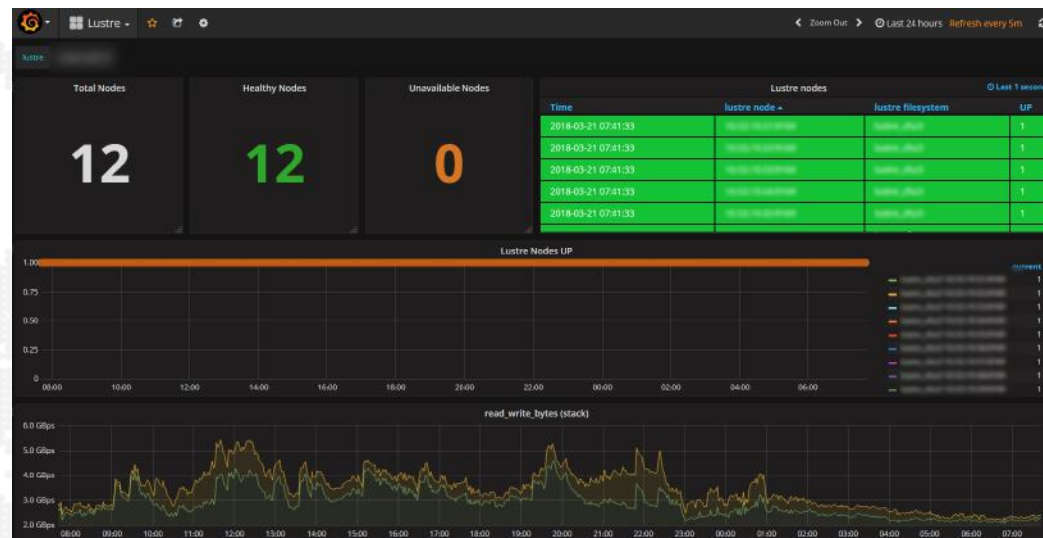 Lustre
Zoom Out
Last 24 hours
Refresh every 5m
lustre
Total Nodes
Healthy Nodes
Unavailable Nodes
Lustre nodes
Last 1 second
12
12
0
Time lustre node lustre filesystem UP
2018-03-21 07:41:33 1
2018-03-21 07:41:33 1
2018-03-21 07:41:33 1
2018-03-21 07:41:33 1
2018-03-21 07:41:33 1
Lustre Nodes UP
current
1.00
0.75
0.50
0.25
0
1
1
1
1
1
1
1
1
1
08:00 10:00 12:00 14:00 16:00 18:00 20:00 22:00 00:00 02:00 04:00 06:00
read_write_bytes (stack)
6.0 GBps
5.0 GBps
4.0 GBps
3.0 GBps
2.0 GBps
08:00 09:00 10:00 11:00 12:00 13:00 14:00 15:00 16:00 17:00 18:00 19:00 20:00 21:00 22:00 23:00 00:00 01:00 02:00 03:00 04:00 05:00 06:00 07:00